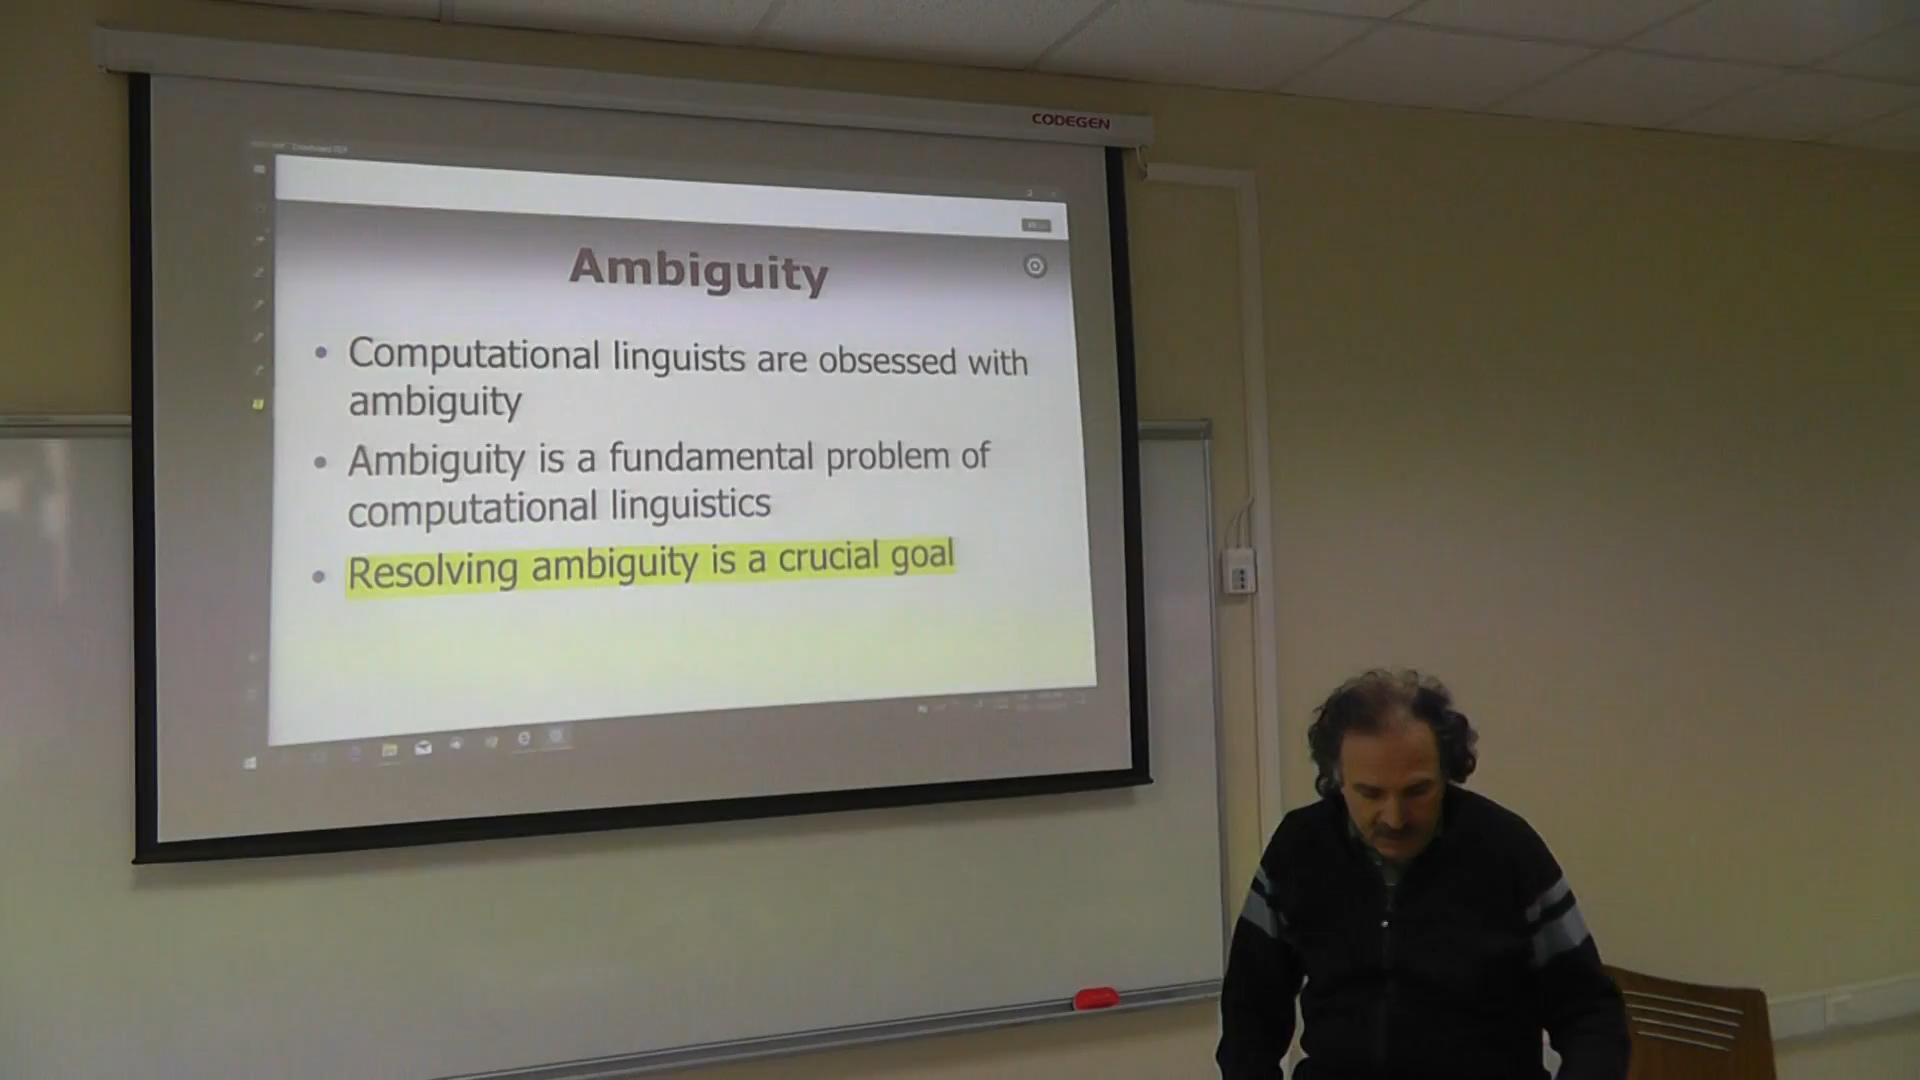 CODEGEN
Ambiguity
• Computational linguists are obsessed with
ambiguity
• Ambiguity is a fundamental problem of
computational linguistics
• Resolving ambiguity is a crucial goal